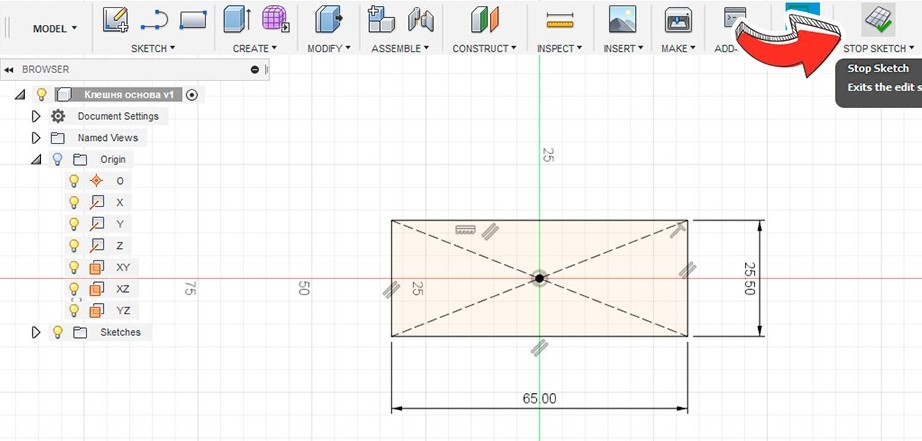 MODEL
SKETCH
CREATE
MODIFY
ASSEMBLE
CONSTRUCT
INSPECT
INSERT
MAKE
ADD-
STOP SKETCH
BROWSER
Stop Sketch
Exits the edit s
Клешня основа v1
Document Settings
Named Views
Origin
O
X
Y
Z
XY
XZ
YZ
Sketches
25
75
50
25
25.50
65.00